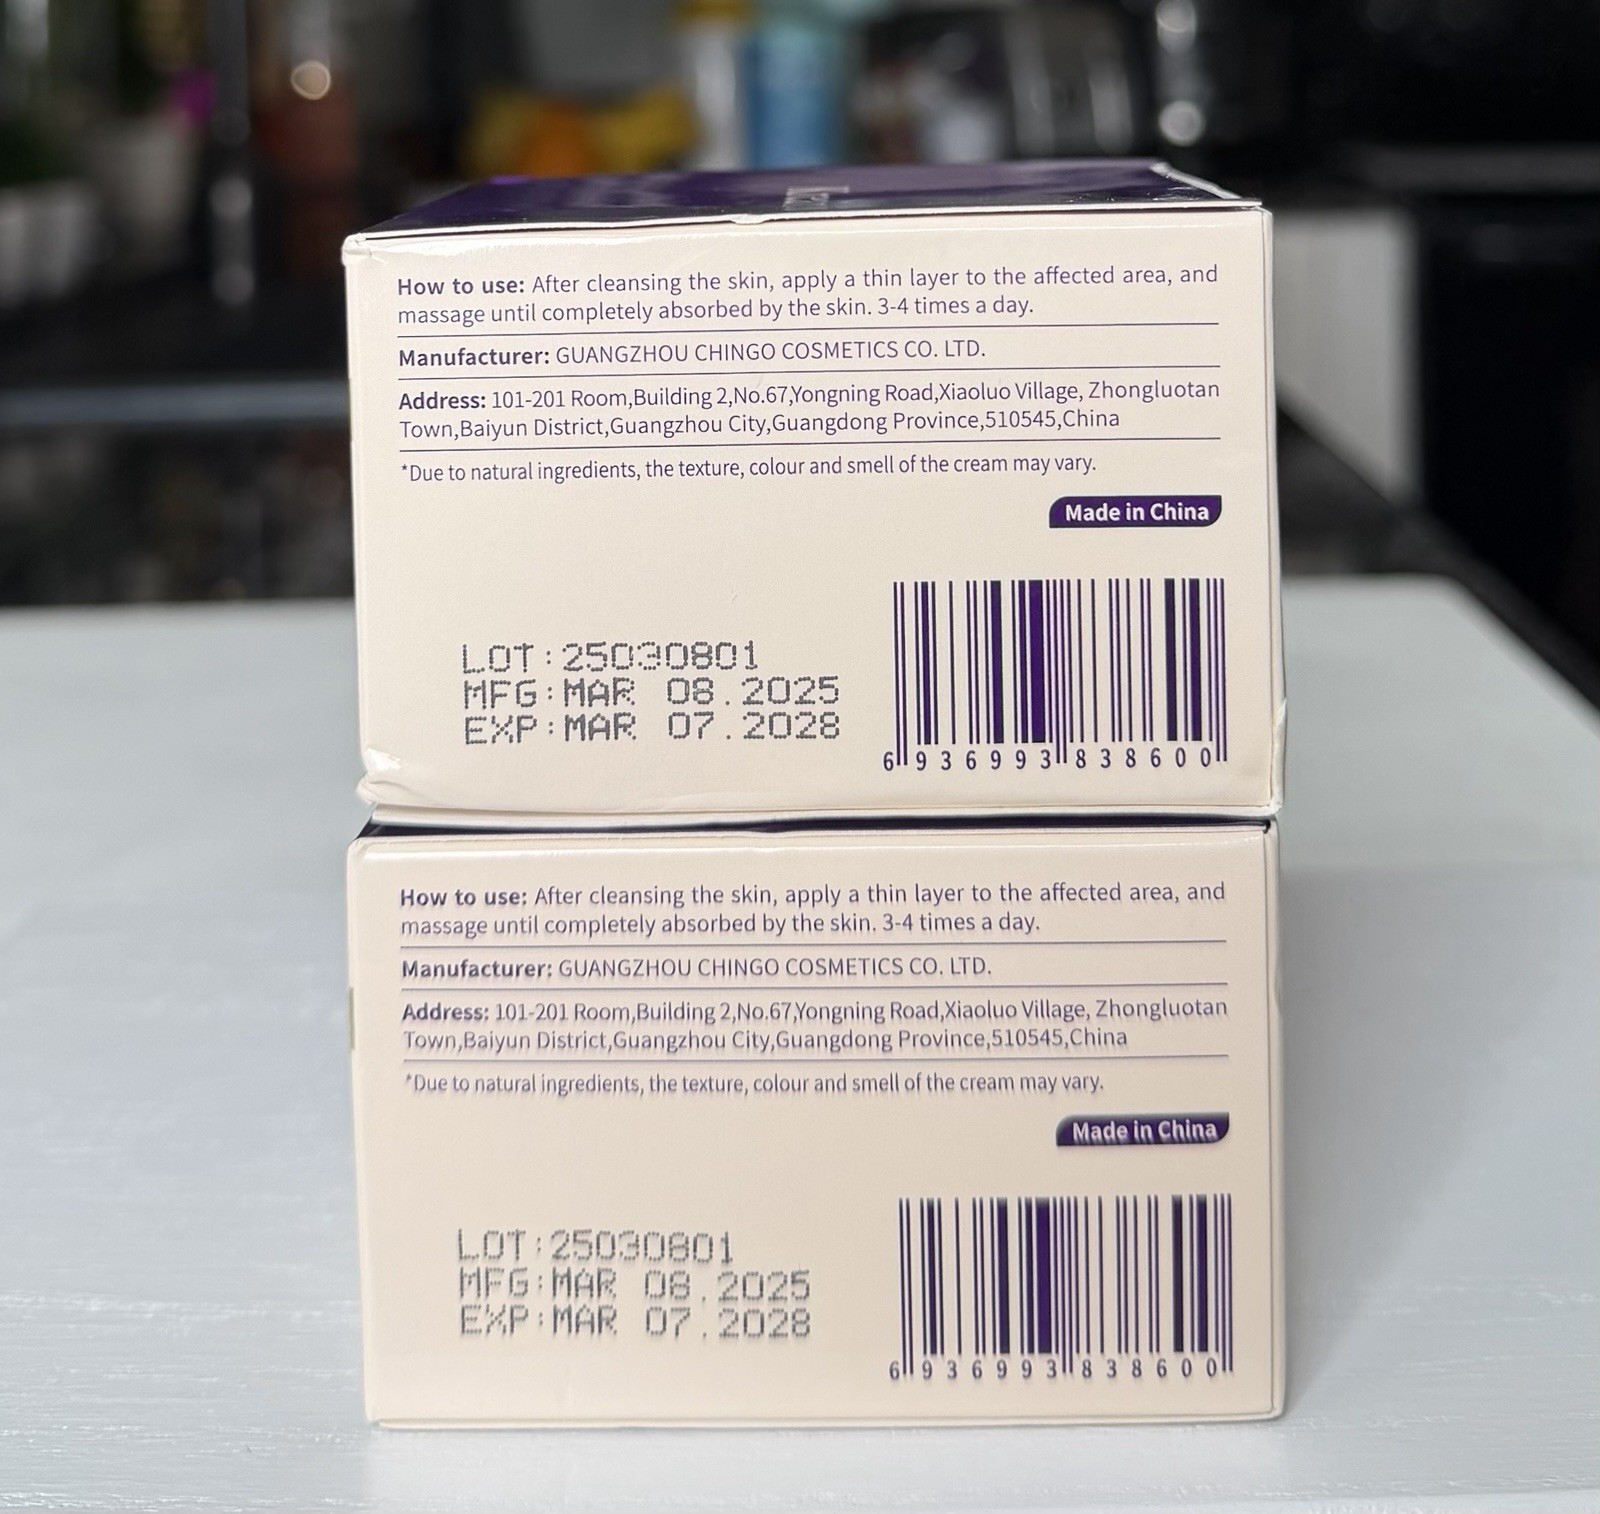 How to use: After cleansing the skin, apply a thin layer to the affected area, and
massage until completely absorbed by the skin. 3-4 times a day.
Manufacturer: GUANGZHOU CHINGO COSMETICS CO. LTD.
Address: 101-201 Room,Building 2,No.67,Yongning Road,Xiaoluo Village, Zhongluotan
Town,Baiyun District,Guangzhou City,Guangdong Province,510545,China
*Due to natural ingredients, the texture, colour and smell of the cream may vary.
Made in China
LOT:25030801
MFG:MAR 08.2025
EXP:MAR 07.2028
6936993838600
How to use: After cleansing the skin, apply a thin layer to the affected area, and
massage until completely absorbed by the skin. 3-4 times a day.
Manufacturer: GUANGZHOU CHINGO COSMETICS CO. LTD.
Address: 101-201 Room,Building 2,No.67,Yongning Road,Xiaoluo Village, Zhongluotan
Town,Baiyun District,Guangzhou City,Guangdong Province,510545,China
*Due to natural ingredients, the texture, colour and smell of the cream may vary.
Made in China
LOT:25030801
MFG:MAR 08.2025
EXP:MAR 07.2028
6936993838600